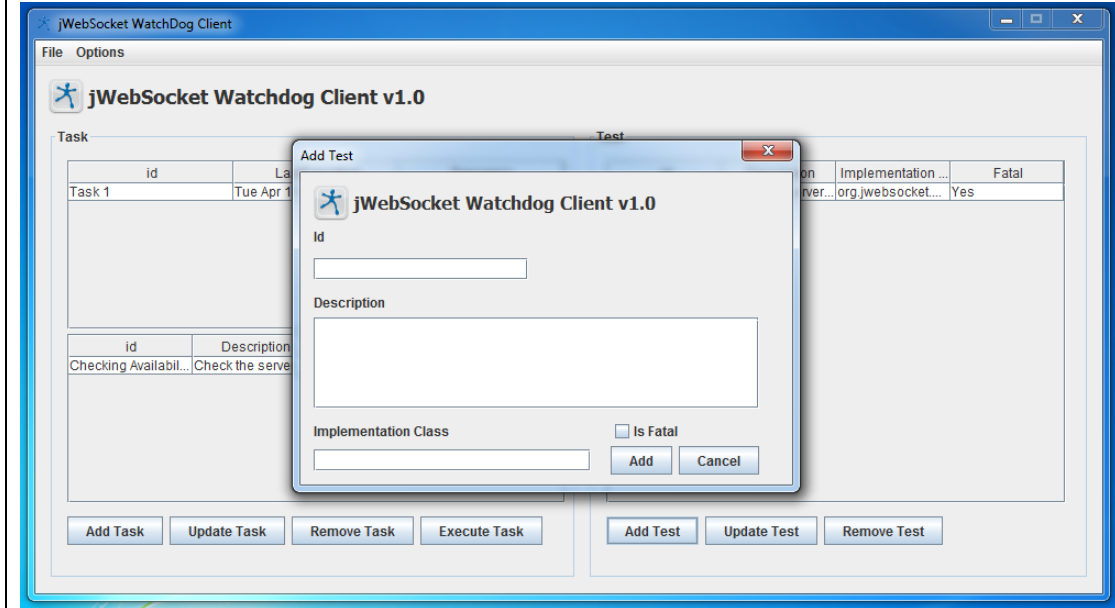 jWebSocket WatchDog Client
File Options
jWebSocket Watchdog Client v1.0
Task
Test
id La
on Implementation ... Fatal
Task 1 Tue Apr 1
rver... org.jwebsocket.... Yes
Add Test
jWebSocket Watchdog Client v1.0
Id
Description
Implementation Class
Is Fatal
Add Cancel
id Description
Checking Availabil... Check the serve
Add Task Update Task Remove Task Execute Task
Add Test Update Test Remove Test